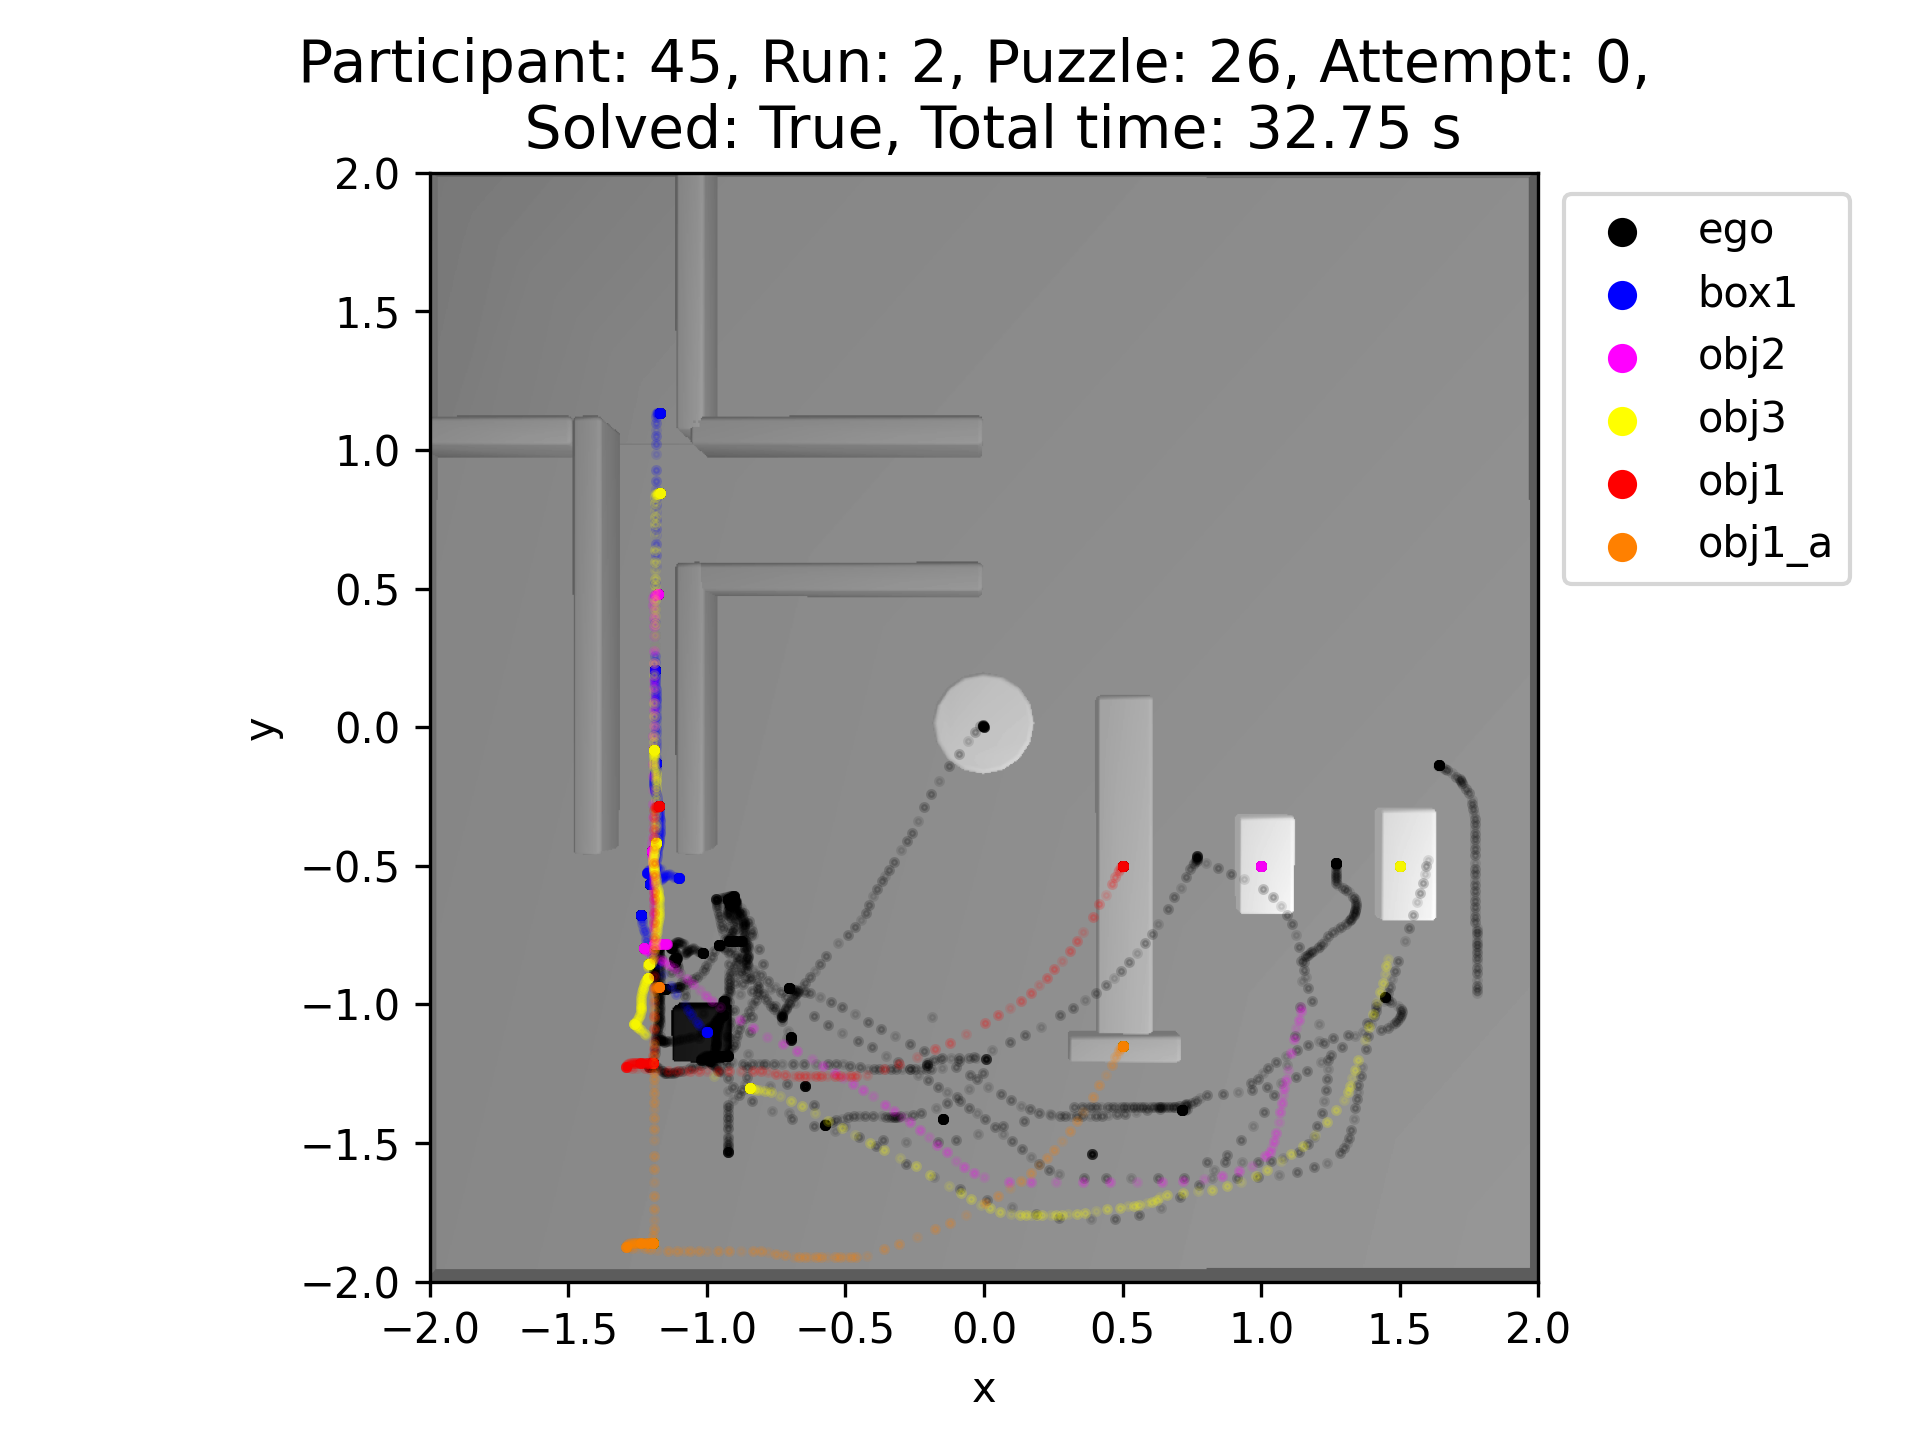 Participant: 45, Run: 2, Puzzle: 26, Attempt: 0,
Solved: True, Total time: 32.75 s
2.0
1.5
1.0
0.5
0.0
−0.5
−1.0
−1.5
−2.0
y
−2.0 −1.5 −1.0 −0.5 0.0 0.5 1.0 1.5 2.0
x
ego
box1
obj2
obj3
obj1
obj1_a